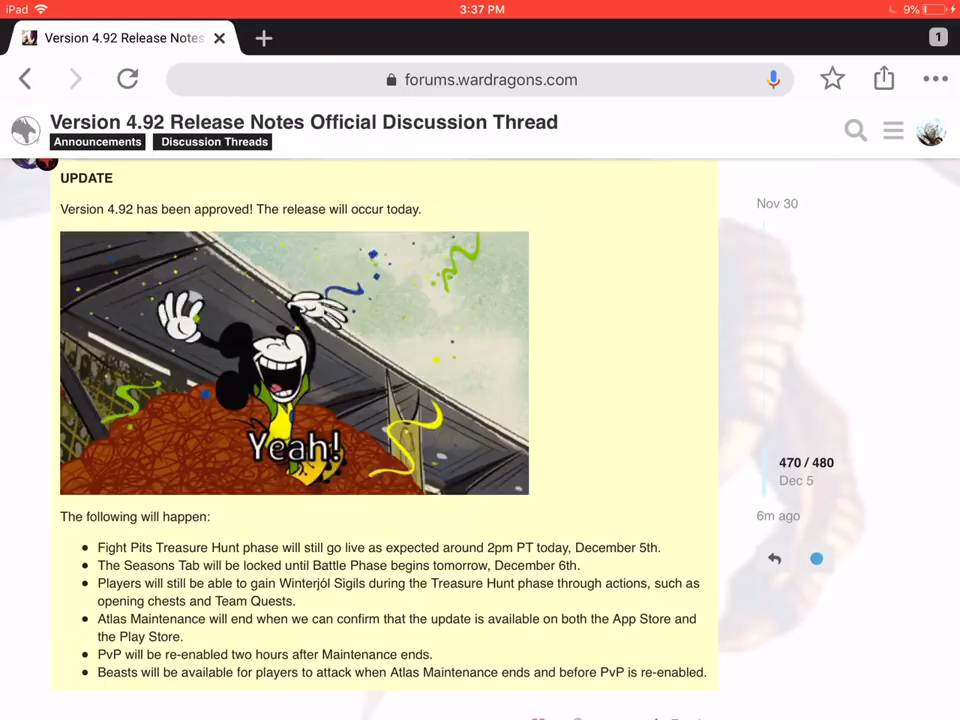 iPad
3:37 PM
9%
Version 4.92 Release Notes
1
forums.wardragons.com
Version 4.92 Release Notes Official Discussion Thread
Announcements
Discussion Threads
UPDATE
Version 4.92 has been approved! The release will occur today.
Yeah!
The following will happen:
Fight Pits Treasure Hunt phase will still go live as expected around 2pm PT today, December 5th.
The Seasons Tab will be locked until Battle Phase begins tomorrow, December 6th.
Players will still be able to gain Winterjól Sigils during the Treasure Hunt phase through actions, such as
opening chests and Team Quests.
Atlas Maintenance will end when we can confirm that the update is available on both the App Store and
the Play Store.
PvP will be re-enabled two hours after Maintenance ends.
Beasts will be available for players to attack when Atlas Maintenance ends and before PvP is re-enabled.
Nov 30
470 / 480
Dec 5
6m ago